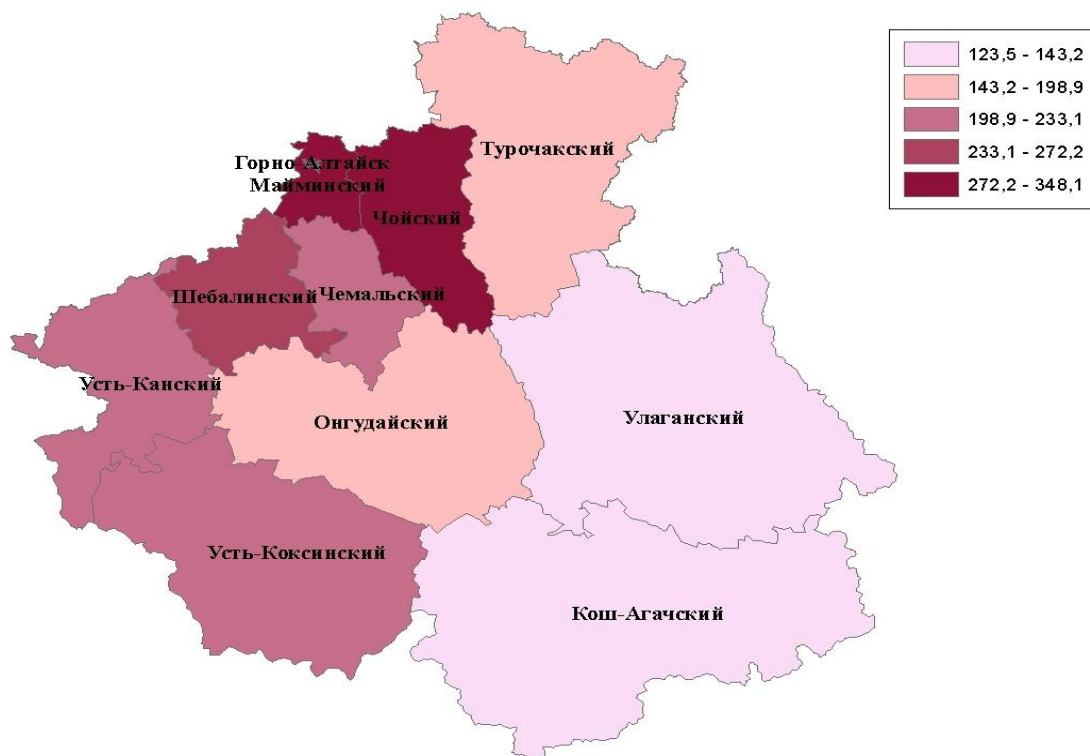 123,5 - 143,2
143,2 - 198,9
198,9 - 233,1
233,1 - 272,2
272,2 - 348,1
Турочакский
Горно-Алтайск
Майминский
Чойский
Шебалинский
Чемальский
Усть-Канский
Онгудайский
Улаганский
Усть-Коксинский
Кош-Агачский